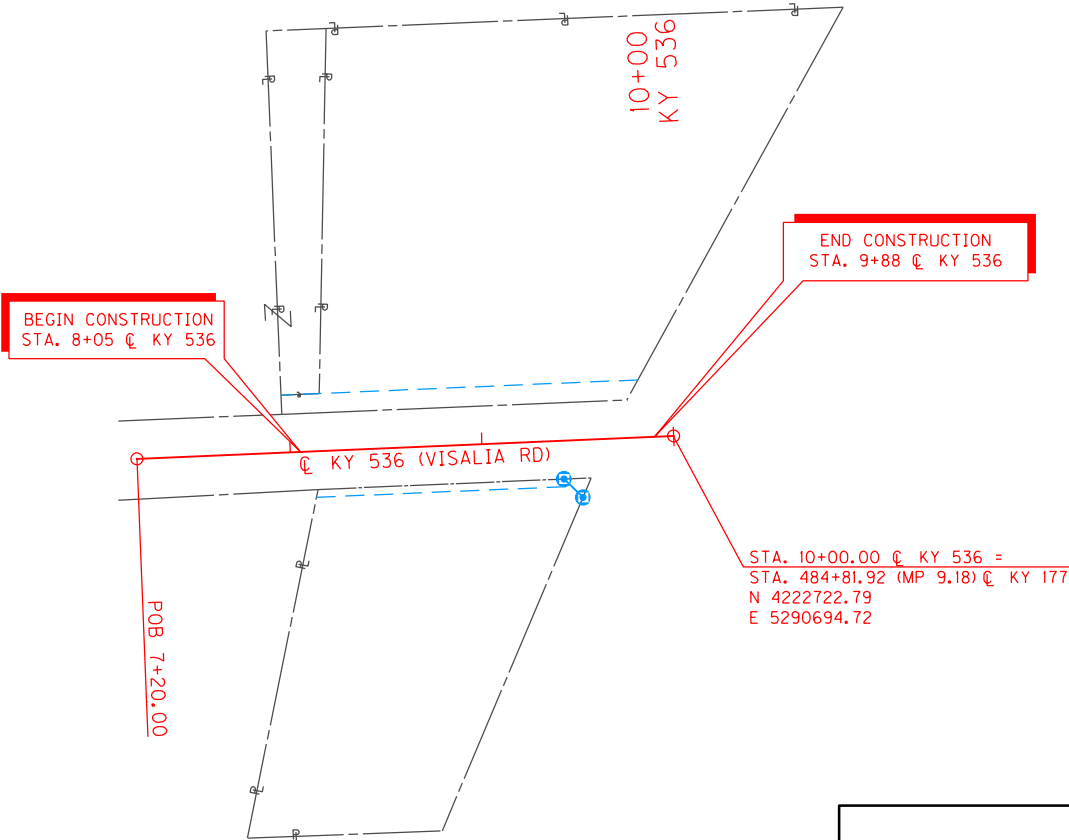 10+00
KY 536
END CONSTRUCTION
STA. 9+88 ℄ KY 536
BEGIN CONSTRUCTION
STA. 8+05 ℄ KY 536
℄ KY 536 (VISALIA RD)
STA. 10+00.00 ℄ KY 536 =
STA. 484+81.92 (MP 9.18) ℄ KY 177
N 4222722.79
E 5290694.72
POB 7+20.00